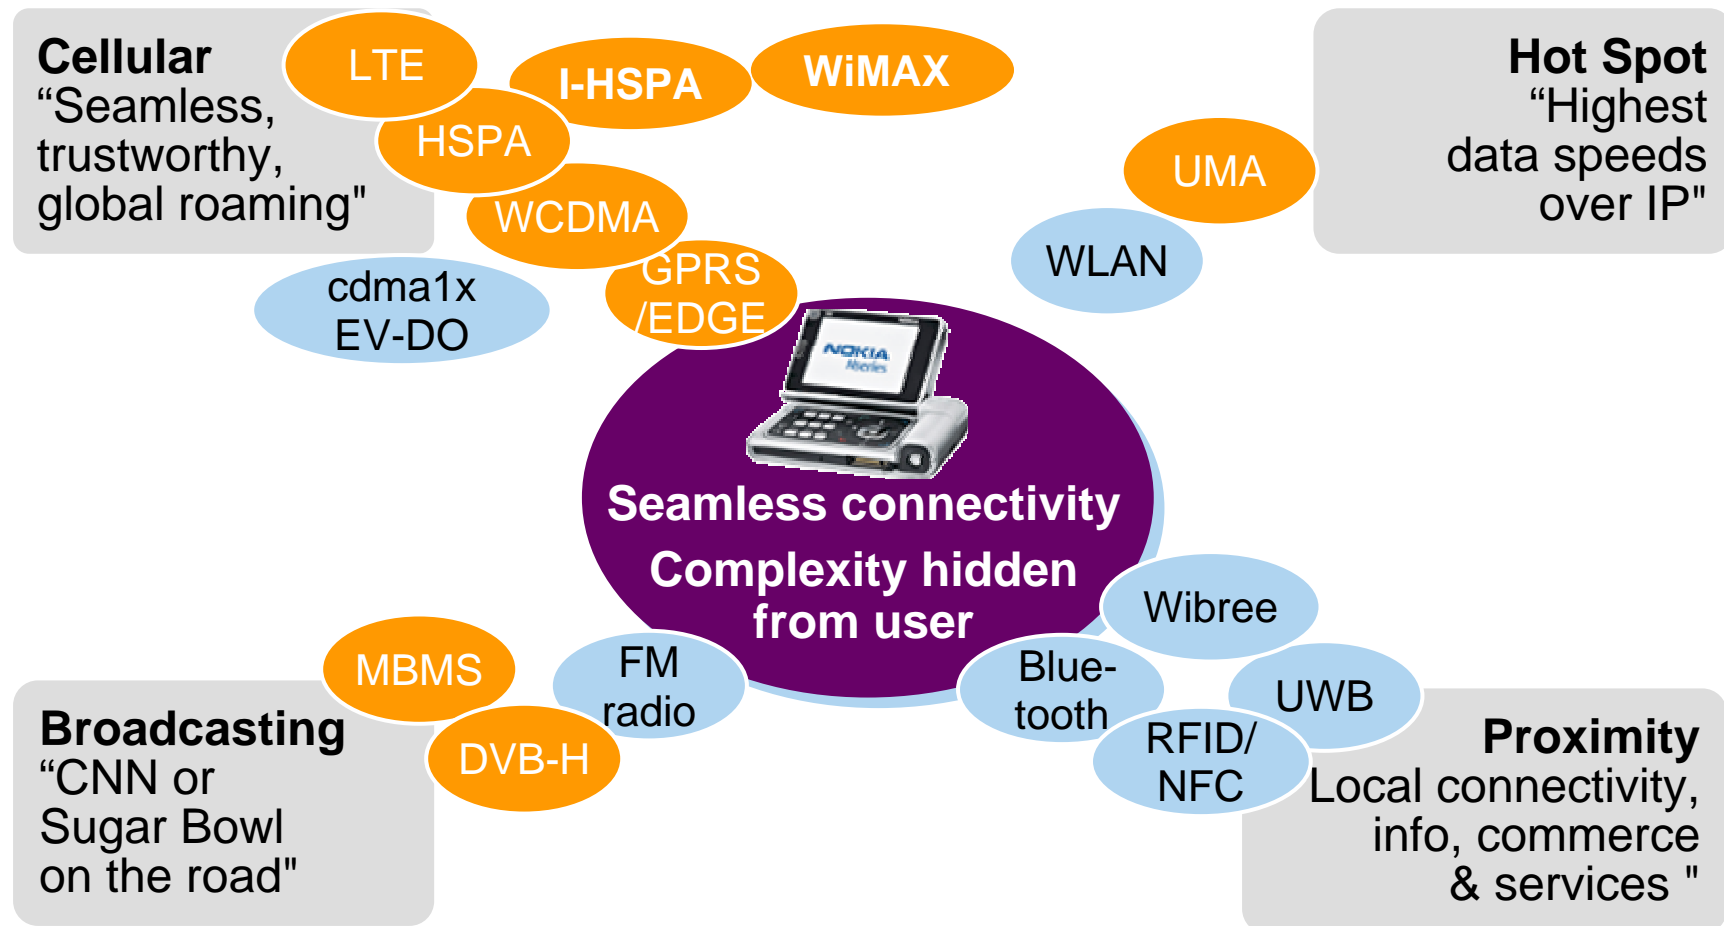 Cellular
“Seamless,
trustworthy,
global roaming"
LTE
I-HSPA
WiMAX
HSPA
WCDMA
GPRS
/EDGE
cdma1x
EV-DO
Hot Spot
“Highest
data speeds
over IP"
UMA
WLAN
NOKIA
Nseries
Seamless connectivity
Complexity hidden
from user
Broadcasting
“CNN or
Sugar Bowl
on the road"
MBMS
DVB-H
FM
radio
Wibree
Blue-
tooth
UWB
RFID/
NFC
Proximity
Local connectivity,
info, commerce
& services "